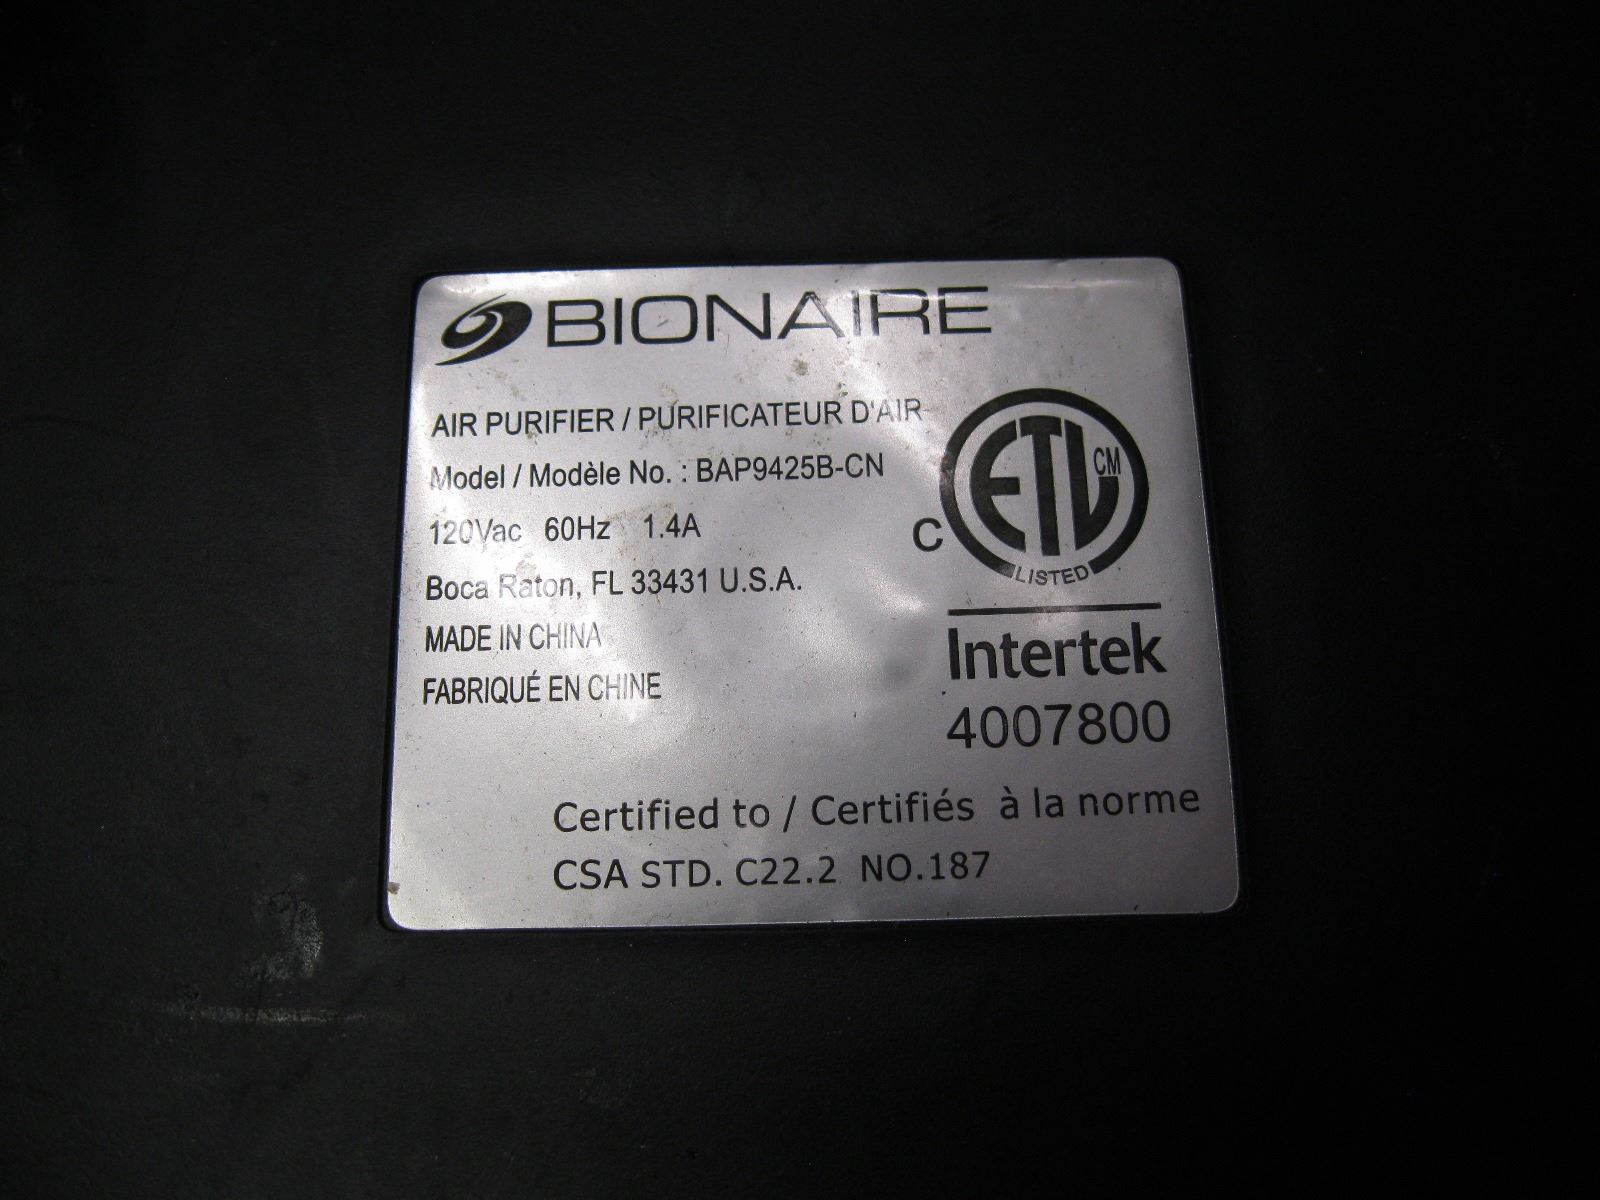 BIONAIRE
AIR PURIFIER / PURIFICATEUR D'AIR
Model / Modèle No. : BAP9425B-CN
120Vac 60Hz 1.4A
Boca Raton, FL 33431 U.S.A.
MADE IN CHINA
FABRIQUÉ EN CHINE
C ETL CM
LISTED
Intertek
4007800
Certified to / Certifiés à la norme
CSA STD. C22.2 NO.187